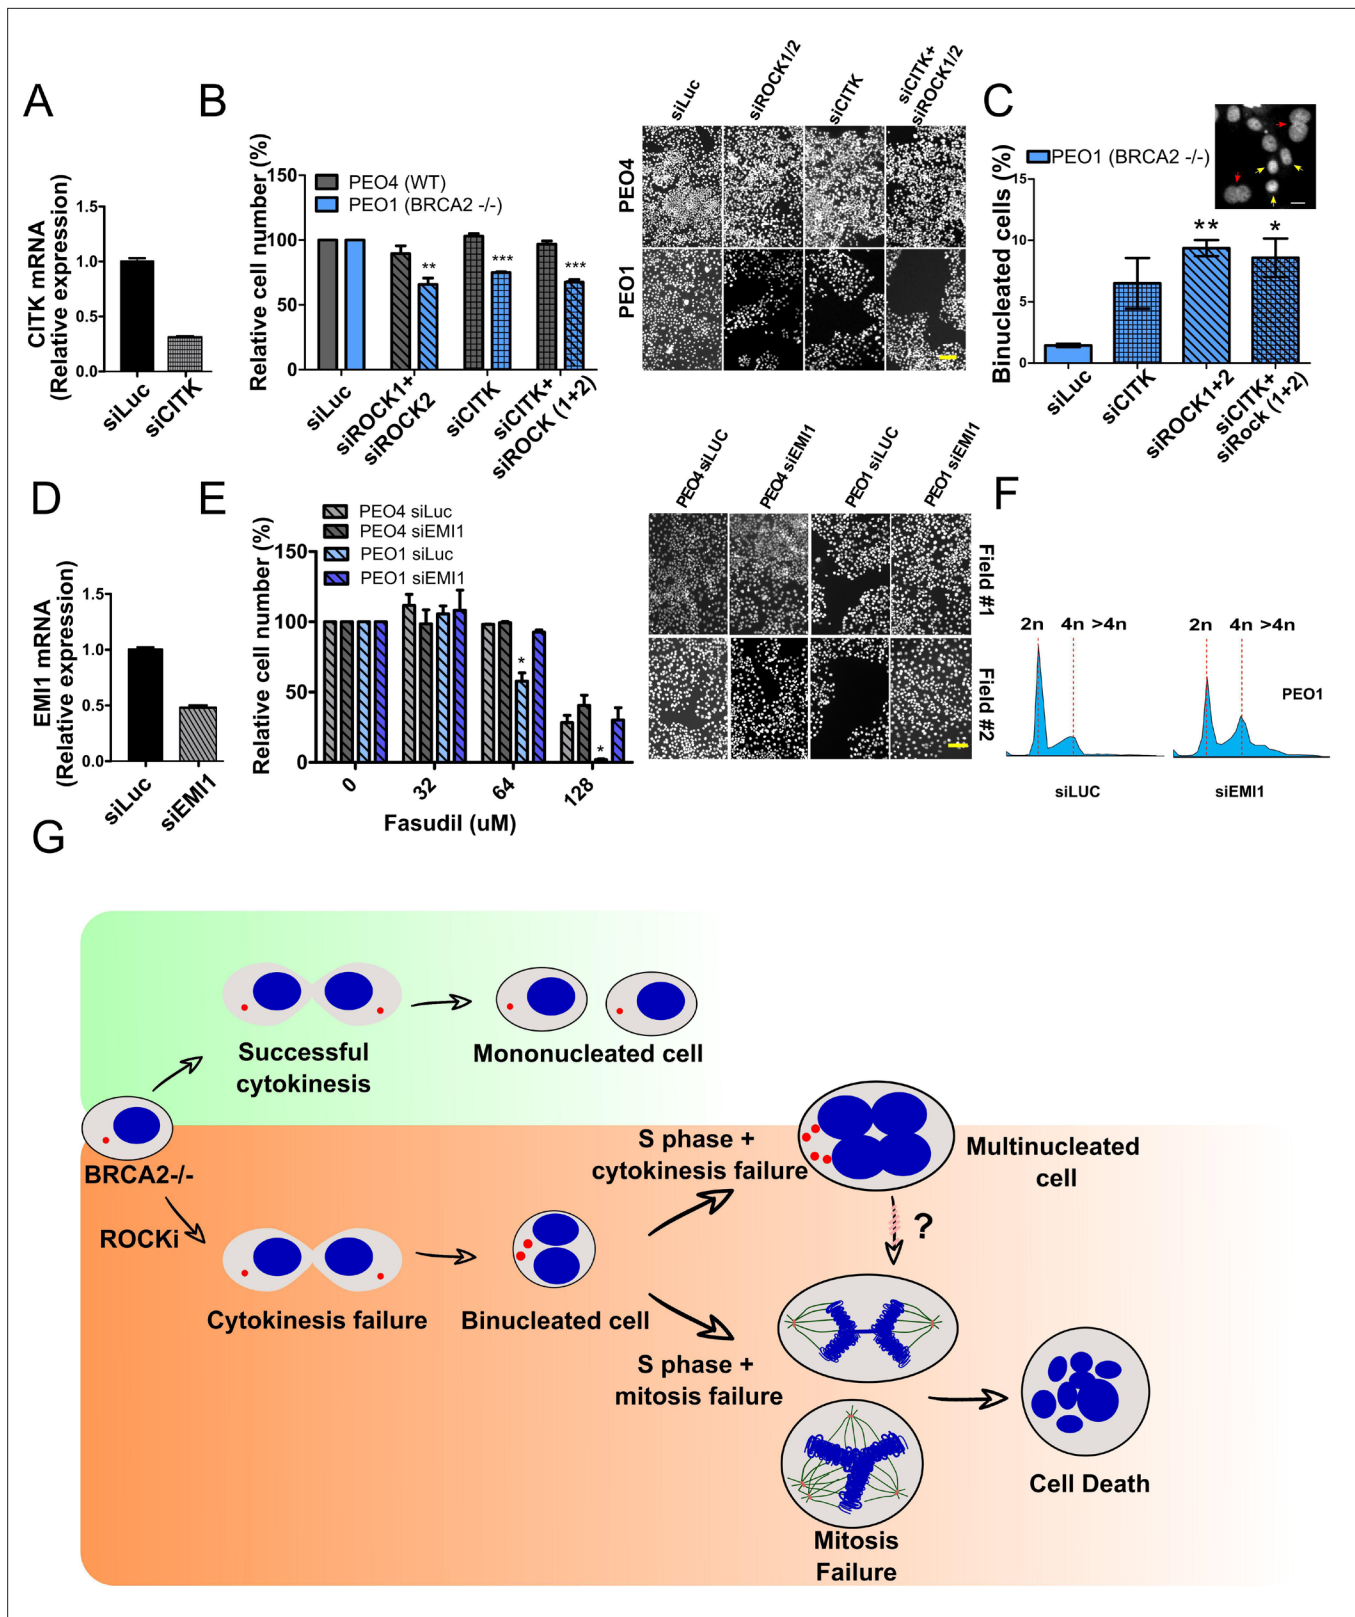 A
CITK mRNA
(Relative expression)
1.5
1.0
0.5
0.0
siLuc
siCITK
B
Relative cell number (%)
150
100
50
0
PEO4 (WT)
PEO1 (BRCA2 -/-)
**
***
***
siLuc
siROCK1+
siROCK2
siCITK
siCITK+
siROCK (1+2)
siLuc
siROCK1/2
siCITK
siCITK+
siROCK1/2
PEO4
PEO1
C
PEO1 (BRCA2 -/-)
Binucleated cells (%)
15
10
5
0
**
*
siLuc
siCITK
siROCK1+2
siCITK+
siRock (1+2)
D
EMI1 mRNA
(Relative expression)
1.5
1.0
0.5
0.0
siLuc
siEMI1
E
PEO4 siLuc
PEO4 siEMI1
PEO1 siLuc
PEO1 siEMI1
Relative cell number (%)
150
100
50
0
*
*
0
32
64
128
Fasudil (uM)
PEO4 siLUC
PEO4 siEMI1
PEO1 siLUC
PEO1 siEMI1
Field #1
Field #2
F
2n 4n >4n
2n 4n >4n
PEO1
siLUC
siEMI1
G
Successful
cytokinesis
Mononucleated cell
BRCA2-/-
ROCKi
Cytokinesis failure
Binucleated cell
S phase +
cytokinesis failure
Multinucleated
cell
?
S phase +
mitosis failure
Mitosis
Failure
Cell Death